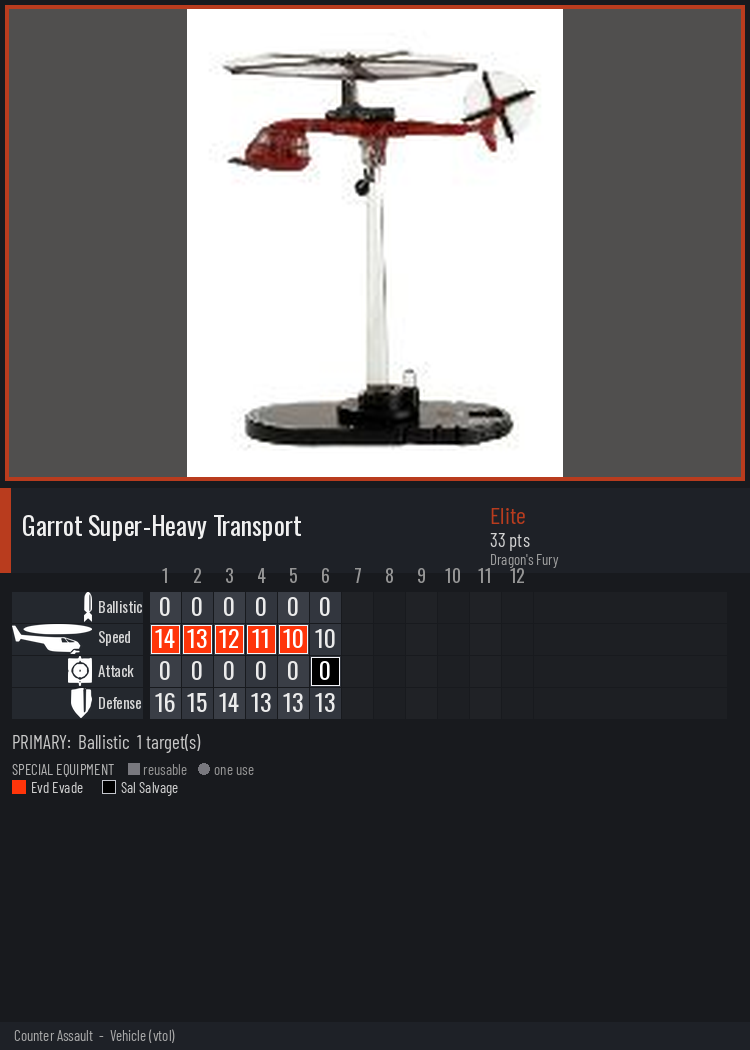 Garrot Super-Heavy Transport
Elite
33 pts
Dragon's Fury
1 2 3 4 5 6 7 8 9 10 11 12
Ballistic 0 0 0 0 0 0
Speed 14 13 12 11 10 10
Attack 0 0 0 0 0 0
Defense 16 15 14 13 13 13
PRIMARY: Ballistic 1 target(s)
SPECIAL EQUIPMENT reusable one use
Evd Evade Sal Salvage
Counter Assault - Vehicle (vtol)